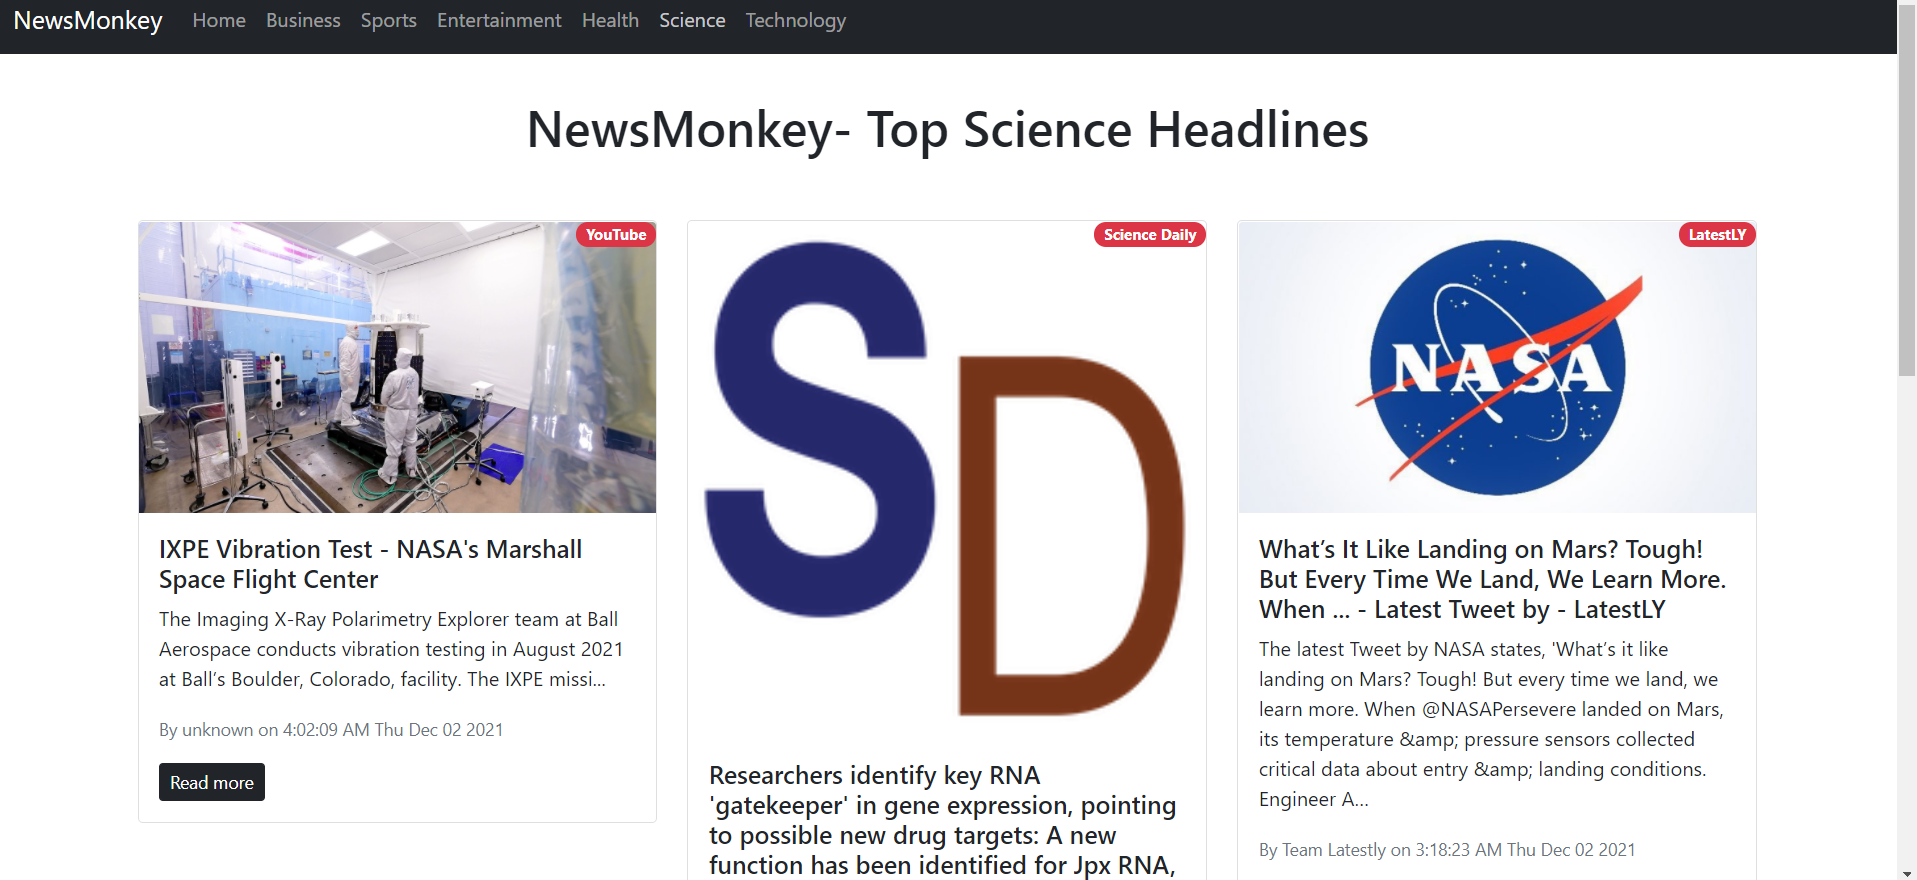 NewsMonkey Home Business Sports Entertainment Health Science Technology
NewsMonkey- Top Science Headlines
YouTube
IXPE Vibration Test - NASA's Marshall
Space Flight Center
The Imaging X-Ray Polarimetry Explorer team at Ball
Aerospace conducts vibration testing in August 2021
at Ball’s Boulder, Colorado, facility. The IXPE missi...
By unknown on 4:02:09 AM Thu Dec 02 2021
Read more
Science Daily
SD
Researchers identify key RNA
'gatekeeper' in gene expression, pointing
to possible new drug targets: A new
function has been identified for Jpx RNA,
LatestLY
NASA
What’s It Like Landing on Mars? Tough!
But Every Time We Land, We Learn More.
When ... - Latest Tweet by - LatestLY
The latest Tweet by NASA states, 'What’s it like
landing on Mars? Tough! But every time we land, we
learn more. When @NASAPersevere landed on Mars,
its temperature &amp; pressure sensors collected
critical data about entry &amp; landing conditions.
Engineer A...
By Team Latestly on 3:18:23 AM Thu Dec 02 2021